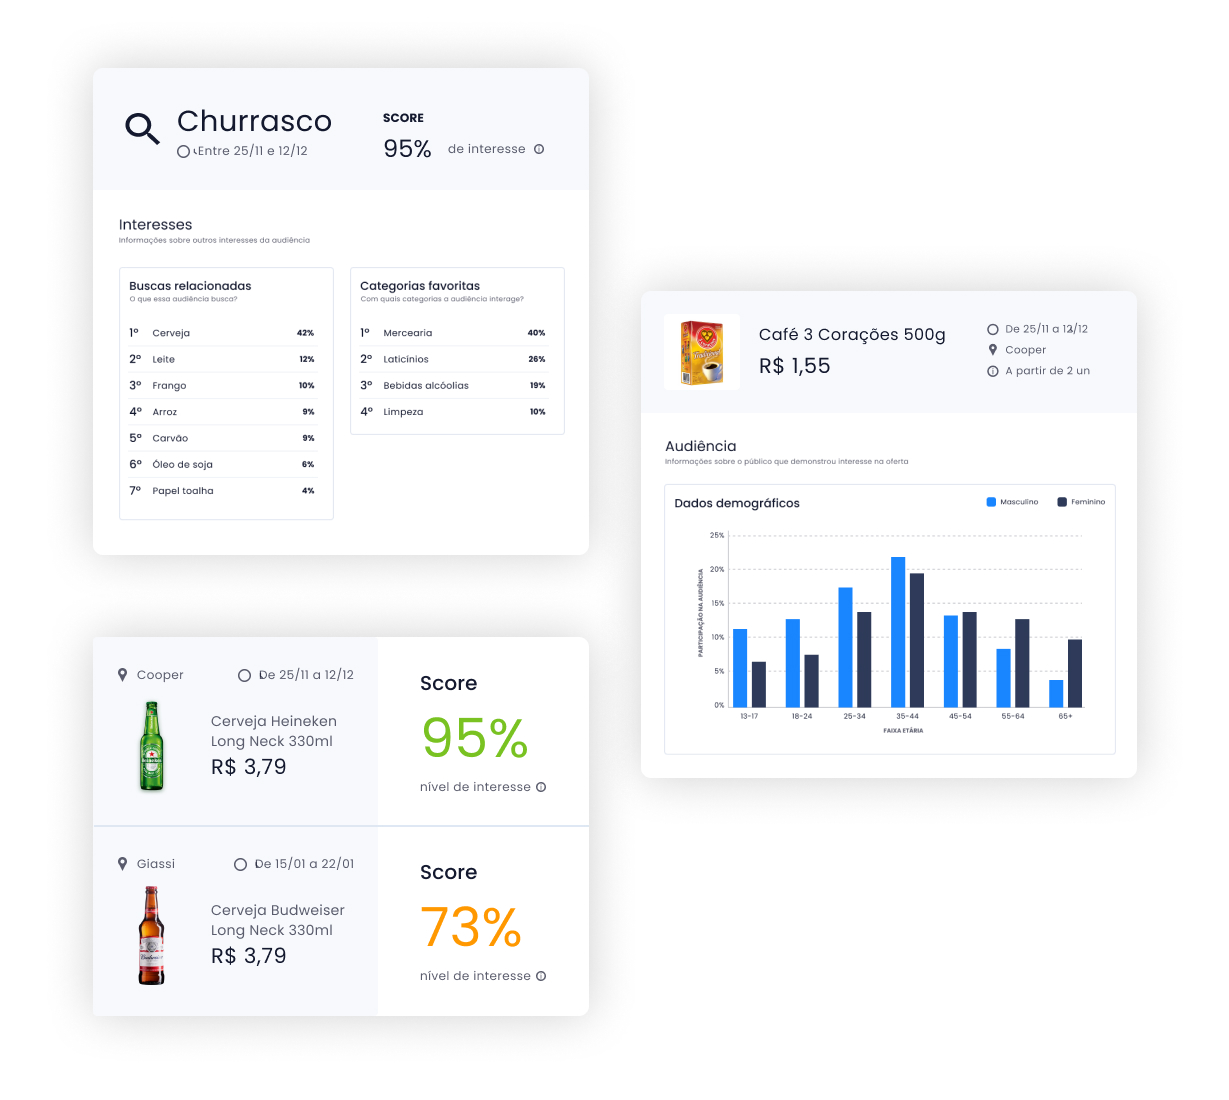 Churrasco
Entre 25/11 e 12/12
SCORE
95% de interesse
Interesses
Informações sobre outros interesses da audiência
Buscas relacionadas
O que essa audiência busca?
1º Cerveja 42%
2º Leite 12%
3º Frango 10%
4º Arroz 9%
5º Carvão 9%
6º Óleo de soja 6%
7º Papel toalha 4%
Categorias favoritas
Com quais categorias a audiência interage?
1º Mercearia 40%
2º Laticínios 26%
3º Bebidas alcóolias 19%
4º Limpeza 10%
Cooper
De 25/11 a 12/12
Cerveja Heineken
Long Neck 330ml
R$ 3,79
Score
95%
nível de interesse
Giassi
De 15/01 a 22/01
Cerveja Budweiser
Long Neck 330ml
R$ 3,79
Score
73%
nível de interesse
Café 3 Corações 500g
R$ 1,55
De 25/11 a 12/12
Cooper
A partir de 2 un
Audiência
Informações sobre o público que demonstrou interesse na oferta
Dados demográficos
Masculino
Feminino
PARTICIPAÇÃO NA AUDIÊNCIA
25%
20%
15%
10%
5%
0%
13-17 18-24 25-34 35-44 45-54 55-64 65+
FAIXA ETÁRIA